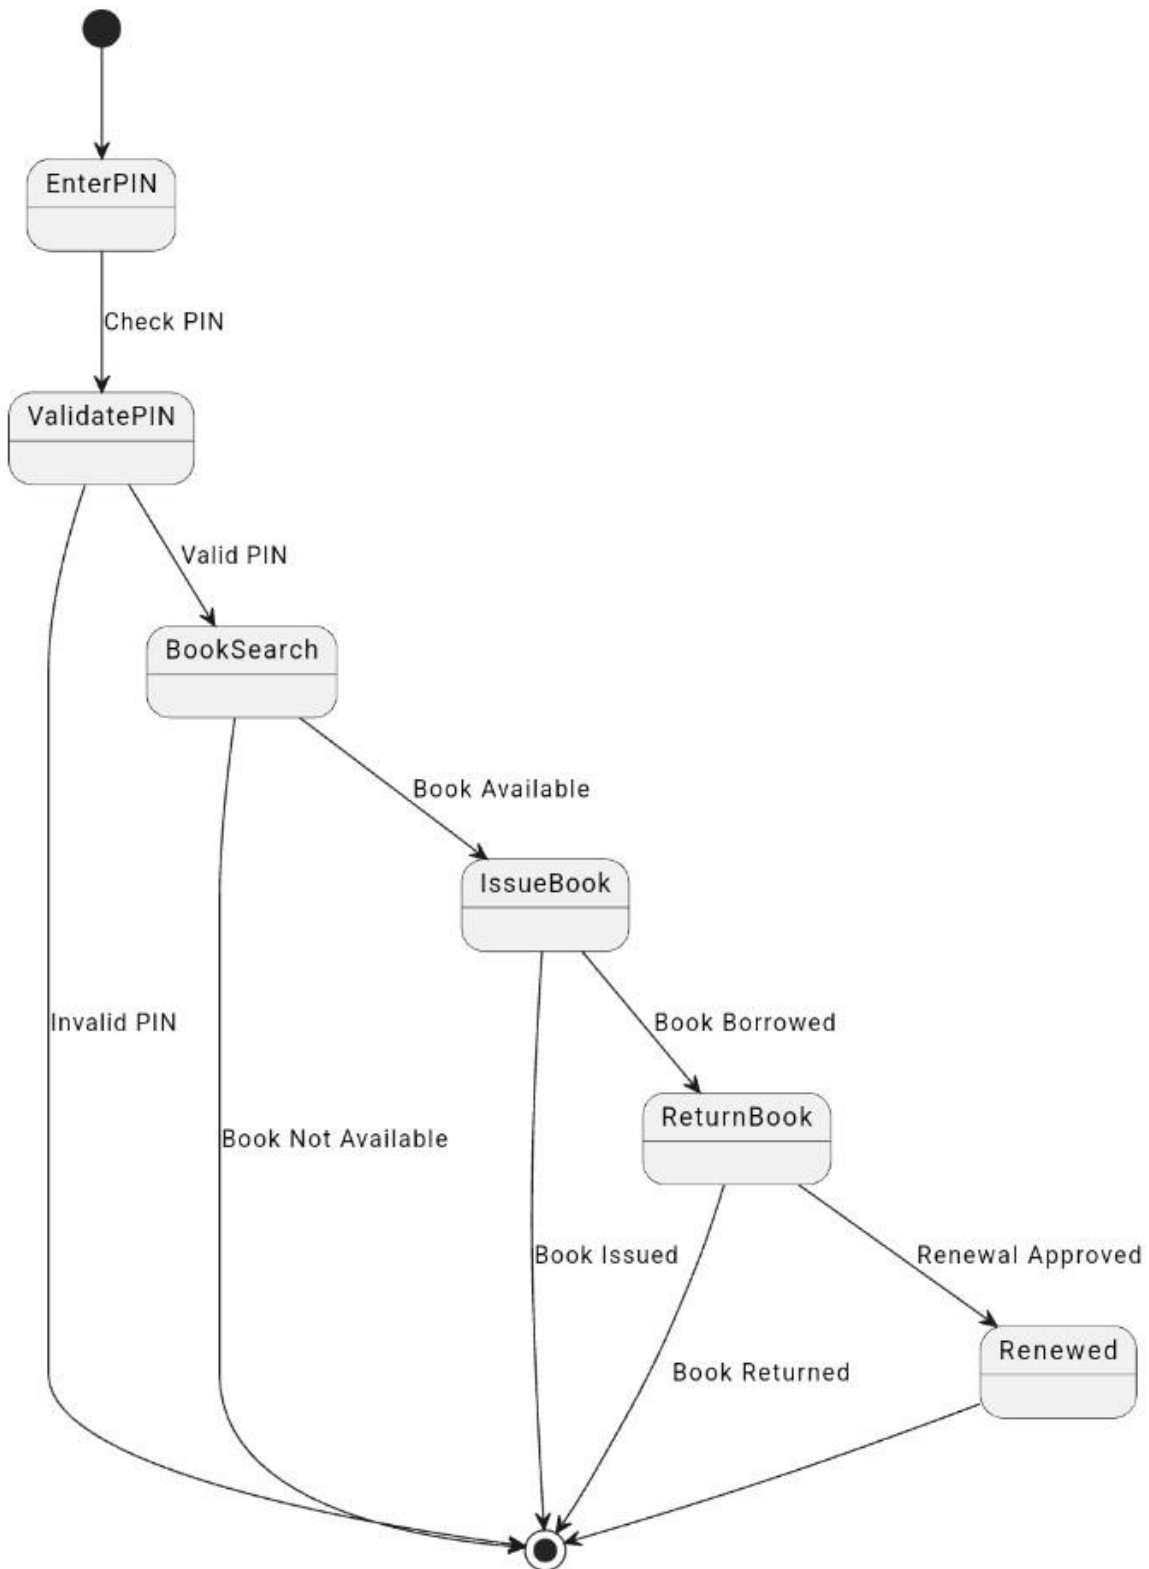 EnterPIN
Check PIN
ValidatePIN
Valid PIN
BookSearch
Book Available
IssueBook
Invalid PIN
Book Borrowed
ReturnBook
Book Not Available
Book Issued
Renewal Approved
Renewed
Book Returned